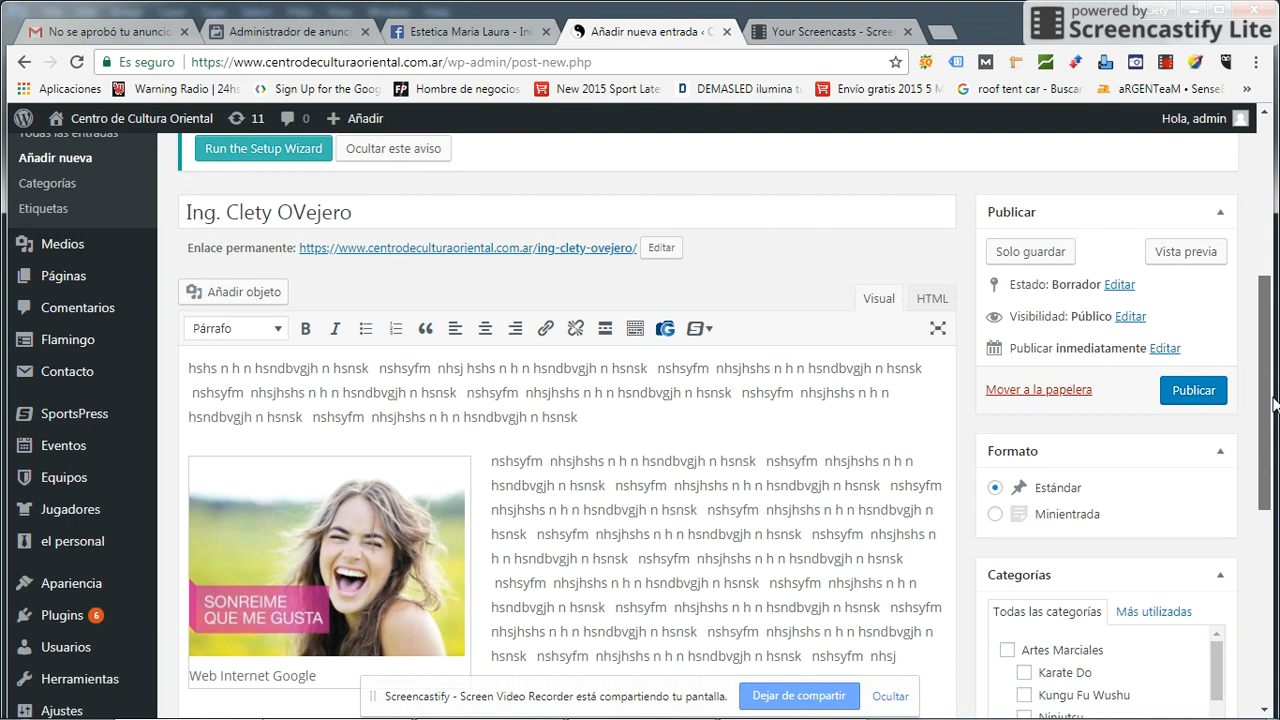 powered by
Screencastify Lite
No se aprobó tu anuncio
Administrador de anunc
Estetica Maria Laura - Ini
Añadir nueva entrada ‹ C
Your Screencasts - Scree
Es seguro
https://www.centrodeculturaoriental.com.ar/wp-admin/post-new.php
Aplicaciones
Warning Radio | 24hs
Sign Up for the Goog
Hombre de negocios
New 2015 Sport Late
DEMASLED ilumina t
Envío gratis 2015 5 M
roof tent car - Buscar
aRGENTeaM • Sense8
»
Centro de Cultura Oriental
11
0
Añadir
Hola, admin
Todas las entradas
Añadir nueva
Categorías
Etiquetas
Medios
Páginas
Comentarios
Flamingo
Contacto
SportsPress
Eventos
Equipos
Jugadores
el personal
Apariencia
Plugins 6
Usuarios
Herramientas
Ajustes
Run the Setup Wizard
Ocultar este aviso
Ing. Clety OVejero
Enlace permanente: https://www.centrodeculturaoriental.com.ar/ing-clety-ovejero/ Editar
Añadir objeto
Visual
HTML
Párrafo
B I
hshs n h n hsndbvgjh n hsnsk nshsyfm nhsj hshs n h n hsndbvgjh n hsnsk nshsyfm nhsjhshs n h n hsndbvgjh n hsnsk
nshsyfm nhsjhshs n h n hsndbvgjh n hsnsk nshsyfm nhsjhshs n h n hsndbvgjh n hsnsk nshsyfm nhsjhshs n h n
hsndbvgjh n hsnsk nshsyfm nhsjhshs n h n hsndbvgjh n hsnsk
nshsyfm nhsjhshs n h n hsndbvgjh n hsnsk nshsyfm nhsjhshs n h n
hsndbvgjh n hsnsk nshsyfm nhsjhshs n h n hsndbvgjh n hsnsk nshsyfm
nhsjhshs n h n hsndbvgjh n hsnsk nshsyfm nhsjhshs n h n hsndbvgjh n
hsnsk nshsyfm nhsjhshs n h n hsndbvgjh n hsnsk nshsyfm nhsjhshs n
h n hsndbvgjh n hsnsk nshsyfm nhsjhshs n h n hsndbvgjh n hsnsk
nshsyfm nhsjhshs n h n hsndbvgjh n hsnsk nshsyfm nhsjhshs n h n
hsndbvgjh n hsnsk nshsyfm nhsjhshs n h n hsndbvgjh n hsnsk nshsyfm
nhsjhshs n h n hsndbvgjh n hsnsk nshsyfm nhsjhshs n h n hsndbvgjh n
hsnsk nshsyfm nhsjhshs n h n hsndbvgjh n hsnsk nshsyfm nhsj
SONREIME
QUE ME GUSTA
Web Internet Google
Publicar
Solo guardar
Vista previa
Estado: Borrador Editar
Visibilidad: Público Editar
Publicar inmediatamente Editar
Mover a la papelera
Publicar
Formato
Estándar
Minientrada
Categorías
Todas las categorías
Más utilizadas
Artes Marciales
Karate Do
Kungu Fu Wushu
Ninjutsu
Screencastify - Screen Video Recorder está compartiendo tu pantalla.
Dejar de compartir
Ocultar